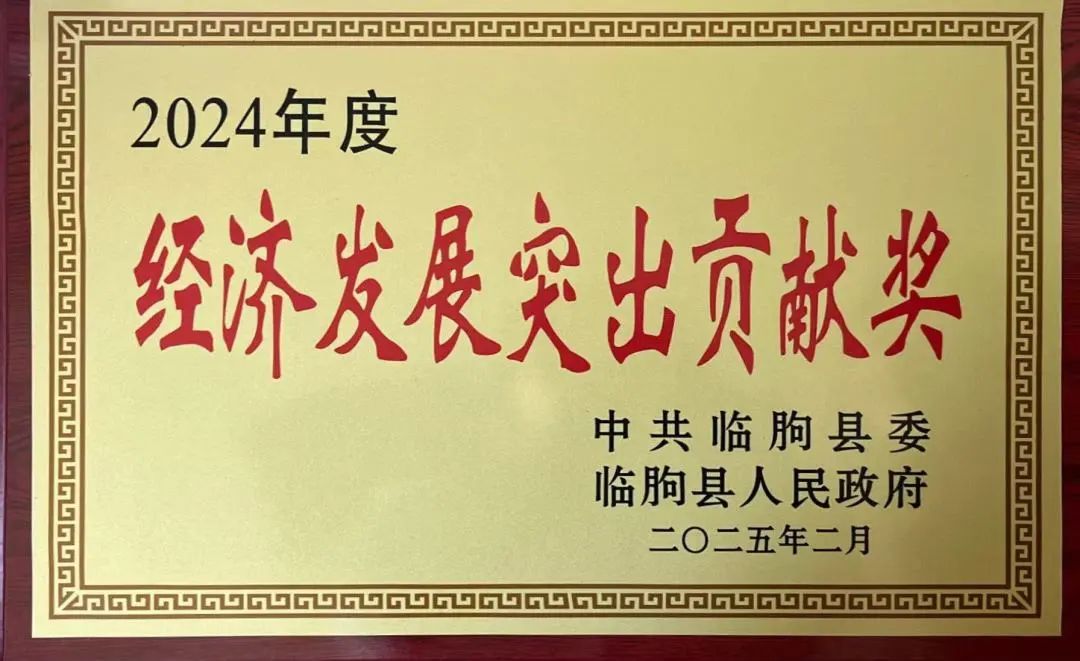 2024年度
经济发展突出贡献奖
中共临朐县委
临朐县人民政府
二〇二五年二月